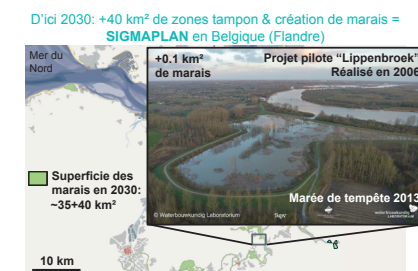 D'ici 2030: +40 km² de zones tampon & création de marais =
SIGMAPLAN en Belgique (Flandre)
Mer du
Nord
+0.1 km²
de marais
Projet pilote "Lippenbroek"
Réalisé en 2006
Superficie des
marais en 2030:
~35+40 km²
Marée de tempête 2013
© Waterbouwkundig Laboratorium
10 km